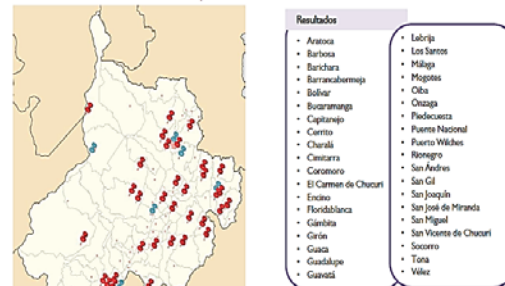 Resultados
Aratoca
Barbosa
Barichara
Barrancabermeja
Bolívar
Bucaramanga
Capitanejo
Cerrito
Charalá
Cimitarra
Coromoro
El Carmen de Chucurí
Encino
Floridablanca
Gámbita
Girón
Guaca
Guadalupe
Guavatá
Lebrija
Los Santos
Málaga
Mogotes
Oiba
Onzaga
Piedecuesta
Puente Nacional
Puerto Wilches
Rionegro
San Andres
San Gil
San Joaquín
San José de Miranda
San Miguel
San Vicente de Chucurí
Socorro
Tona
Vélez